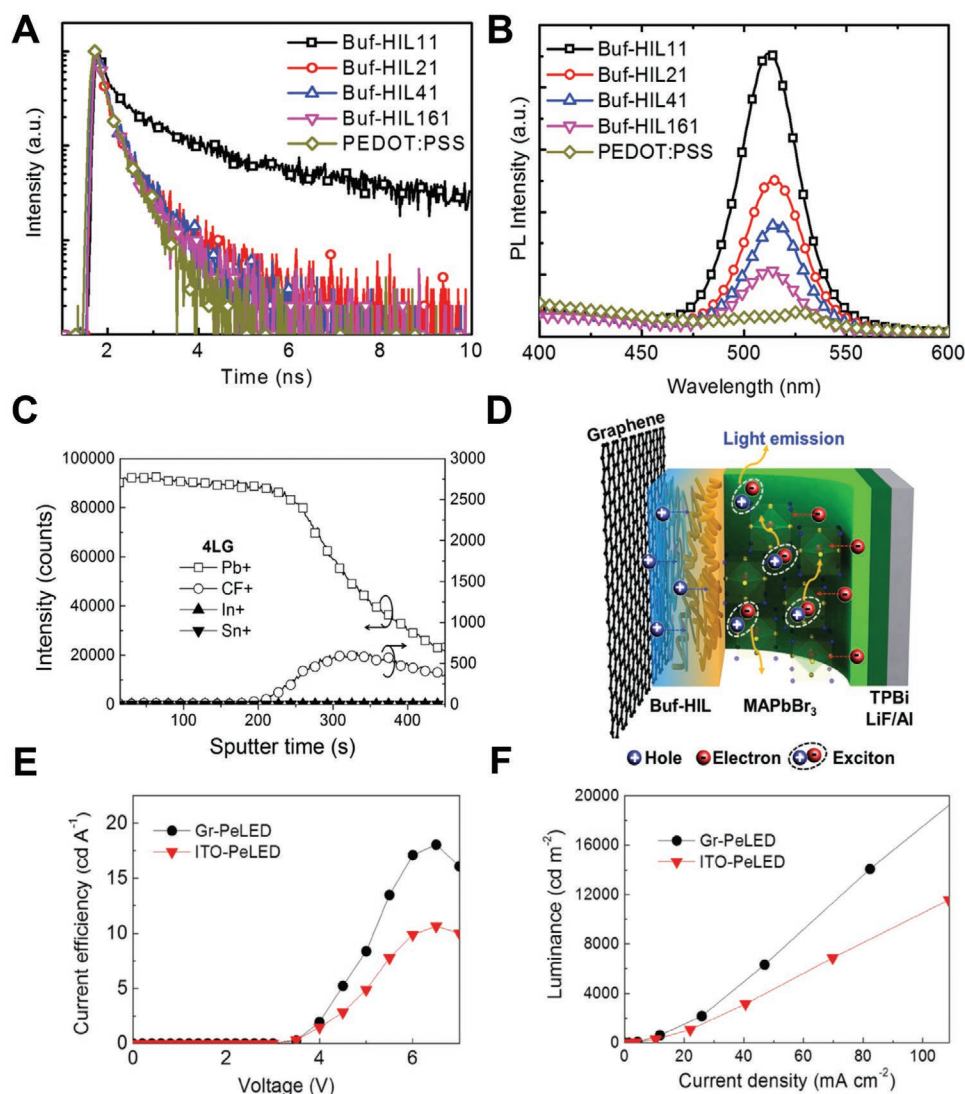 A
Buf-HIL11
Buf-HIL21
Buf-HIL41
Buf-HIL161
PEDOT:PSS
Intensity (a.u.)
2 4 6 8 10
Time (ns)
B
Buf-HIL11
Buf-HIL21
Buf-HIL41
Buf-HIL161
PEDOT:PSS
PL Intensity (a.u.)
400 450 500 550 600
Wavelength (nm)
C
100000
80000
60000
40000
20000
0
Intensity (counts)
4LG
Pb+
CF+
In+
Sn+
3000
2500
2000
1500
1000
500
0
100 200 300 400
Sputter time (s)
D
Graphene
Light emission
Buf-HIL
MAPbBr3
TPBi
LiF/Al
Hole Electron Exciton
E
Gr-PeLED
ITO-PeLED
20
15
10
5
0
Current efficiency (cd A-1)
0 2 4 6
Voltage (V)
F
Gr-PeLED
ITO-PeLED
20000
16000
12000
8000
4000
0
Luminance (cd m-2)
0 20 40 60 80 100
Current density (mA cm-2)